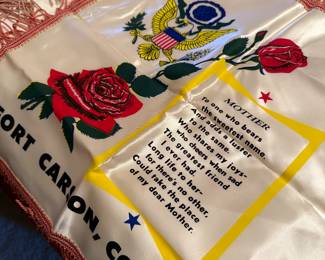 MOTHER
To one who bears
the sweetest name,
And adds a luster
To the same
Who shares my joys-
Who cheers when sad
The greatest friend
I ever had.
Long life to her-
for there's no other,
Could take the place
of my dear Mother.
FORT CARSON, CO